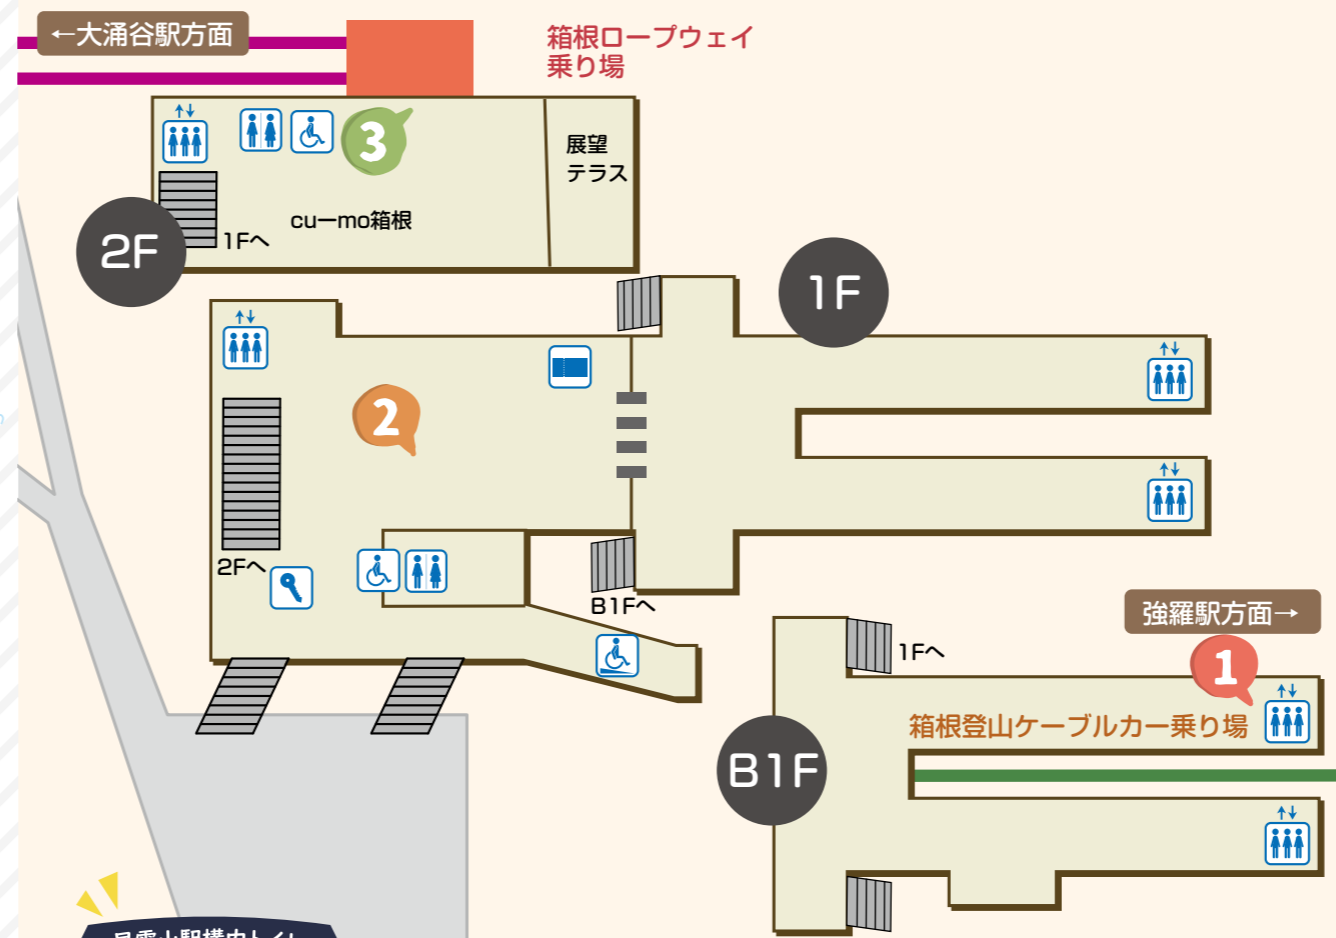 ←大涌谷駅方面
箱根ロープウェイ
乗り場
3
展望
テラス
cuーmo箱根
1Fへ
2F
1F
2
2Fへ
B1Fへ
強羅駅方面→
1
1Fへ
箱根登山ケーブルカー乗り場
B1F